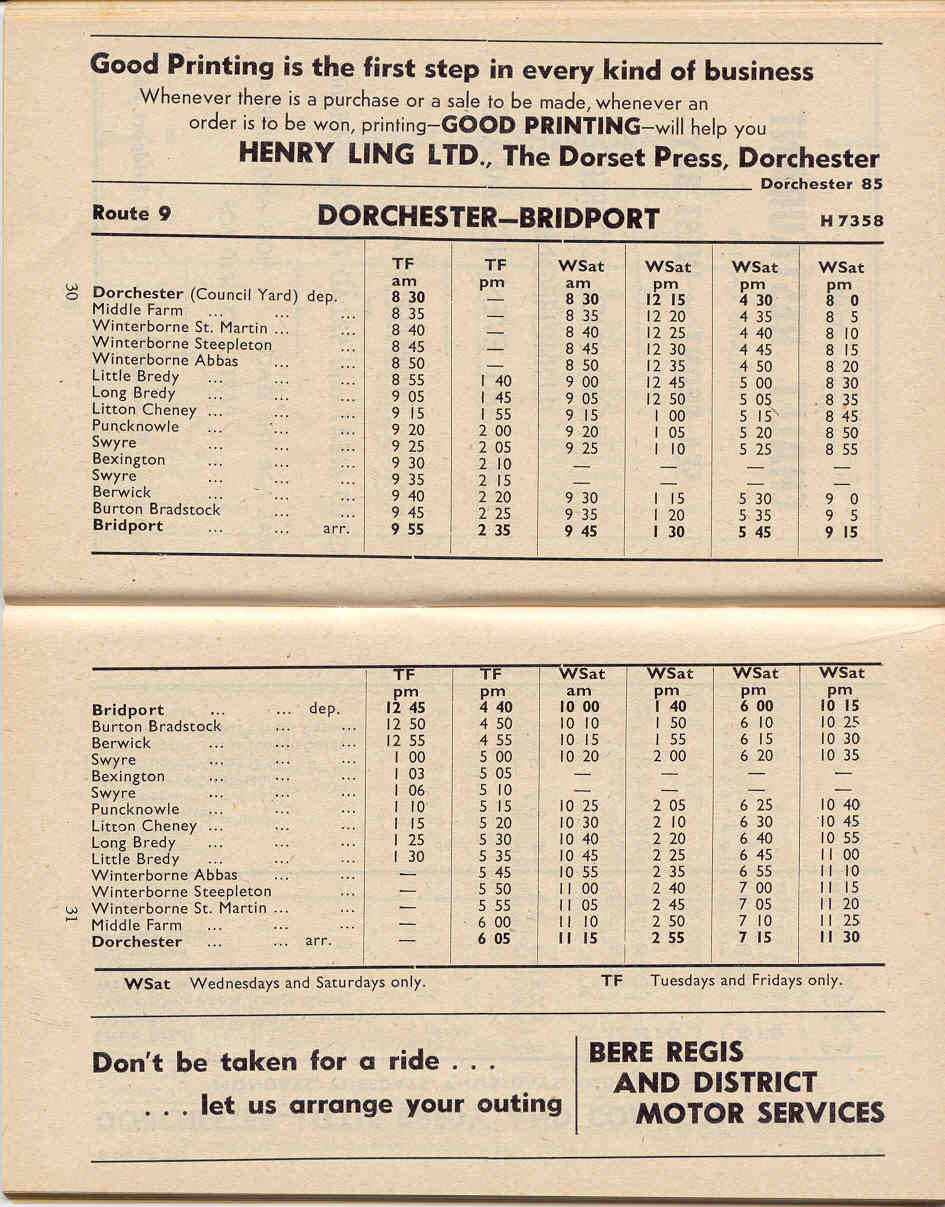 Good Printing is the first step in every kind of business
Whenever there is a purchase or a sale to be made, whenever an
order is to be won, printing—GOOD PRINTING—will help you
HENRY LING LTD., The Dorset Press, Dorchester
Dorchester 85
Route 9 DORCHESTER—BRIDPORT H 7358
TF TF WSat WSat WSat WSat
am pm am pm pm pm
Dorchester (Council Yard) dep. 8 30 — 8 30 12 15 4 30 8 0
Middle Farm ... ... ... 8 35 — 8 35 12 20 4 35 8 5
Winterborne St. Martin ... ... 8 40 — 8 40 12 25 4 40 8 10
Winterborne Steepleton ... 8 45 — 8 45 12 30 4 45 8 15
Winterborne Abbas ... ... 8 50 — 8 50 12 35 4 50 8 20
Little Bredy ... ... ... 8 55 1 40 9 00 12 45 5 00 8 30
Long Bredy ... ... ... 9 05 1 45 9 05 12 50 5 05 8 35
Litton Cheney ... ... ... 9 15 1 55 9 15 1 00 5 15 8 45
Puncknowle ... ... ... 9 20 2 00 9 20 1 05 5 20 8 50
Swyre ... ... ... 9 25 2 05 9 25 1 10 5 25 8 55
Bexington ... ... ... 9 30 2 10 — — — —
Swyre ... ... ... 9 35 2 15 — — — —
Berwick ... ... ... 9 40 2 20 9 30 1 15 5 30 9 0
Burton Bradstock ... ... 9 45 2 25 9 35 1 20 5 35 9 5
Bridport ... ... arr. 9 55 2 35 9 45 1 30 5 45 9 15
30
TF TF WSat WSat WSat WSat
pm pm am pm pm pm
Bridport ... ... dep. 12 45 4 40 10 00 1 40 6 00 10 15
Burton Bradstock ... ... 12 50 4 50 10 10 1 50 6 10 10 25
Berwick ... ... ... 12 55 4 55 10 15 1 55 6 15 10 30
Swyre ... ... ... 1 00 5 00 10 20 2 00 6 20 10 35
Bexington ... ... ... 1 03 5 05 — — — —
Swyre ... ... ... 1 06 5 10 — — — —
Puncknowle ... ... ... 1 10 5 15 10 25 2 05 6 25 10 40
Litton Cheney ... ... ... 1 15 5 20 10 30 2 10 6 30 10 45
Long Bredy ... ... ... 1 25 5 30 10 40 2 20 6 40 10 55
Little Bredy ... ... ... 1 30 5 35 10 45 2 25 6 45 11 00
Winterborne Abbas ... ... — 5 45 10 55 2 35 6 55 11 10
Winterborne Steepleton ... — 5 50 11 00 2 40 7 00 11 15
Winterborne St. Martin ... ... — 5 55 11 05 2 45 7 05 11 20
Middle Farm ... ... ... — 6 00 11 10 2 50 7 10 11 25
Dorchester ... ... arr. — 6 05 11 15 2 55 7 15 11 30
31
WSat Wednesdays and Saturdays only. TF Tuesdays and Fridays only.
Don't be taken for a ride . . .
. . . let us arrange your outing
BERE REGIS
AND DISTRICT
MOTOR SERVICES